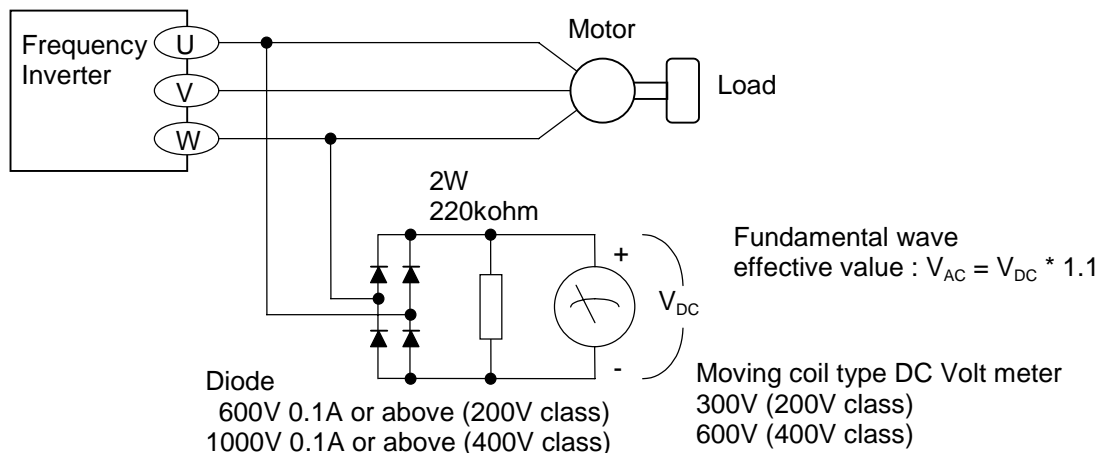 Frequency
Inverter
U
V
W
Motor
Load
2W
220kohm
+
-
V_DC
Fundamental wave
effective value : V_AC = V_DC * 1.1
Diode
600V 0.1A or above (200V class)
1000V 0.1A or above (400V class)
Moving coil type DC Volt meter
300V (200V class)
600V (400V class)